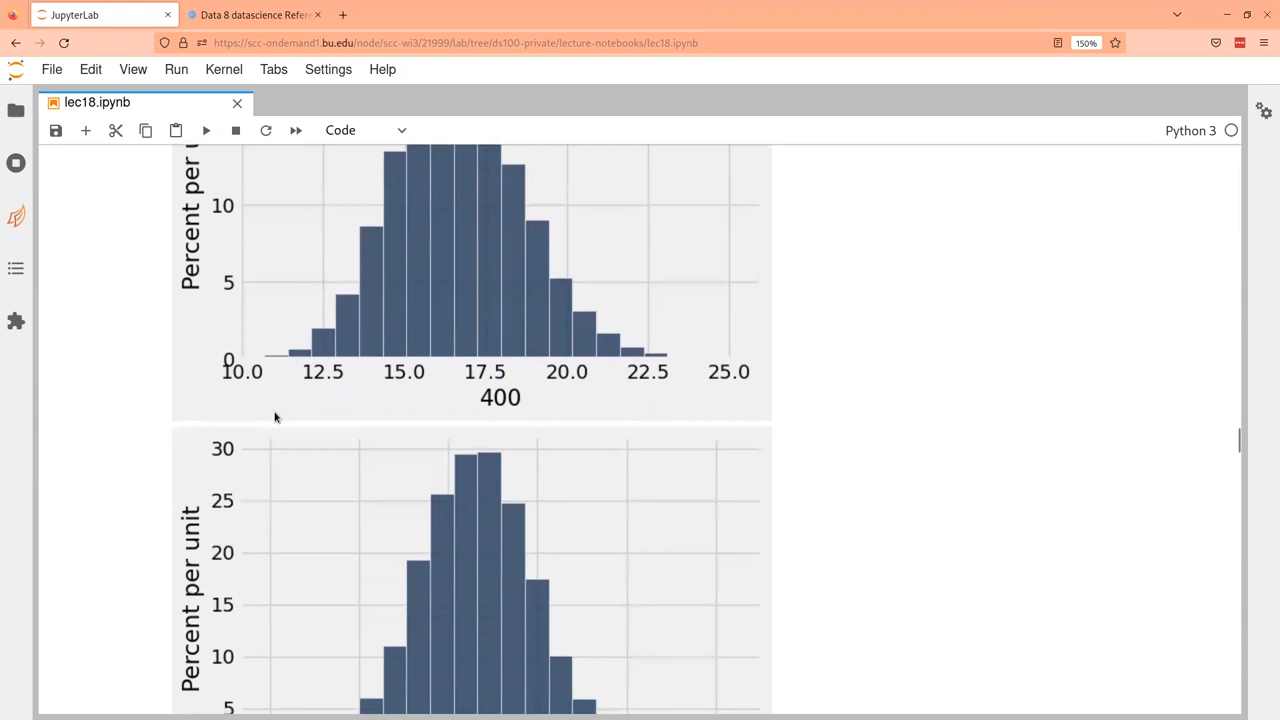 JupyterLab
Data 8 datascience Refere
https://scc-ondemand1.bu.edu/node/scc-wi3/21999/lab/tree/ds100-private/lecture-notebooks/lec18.ipynb
150%
File Edit View Run Kernel Tabs Settings Help
lec18.ipynb
Code
Python 3
Percent per u
10
5
0
10.0 12.5 15.0 17.5 20.0 22.5 25.0
400
30
25
20
15
10
5
Percent per unit